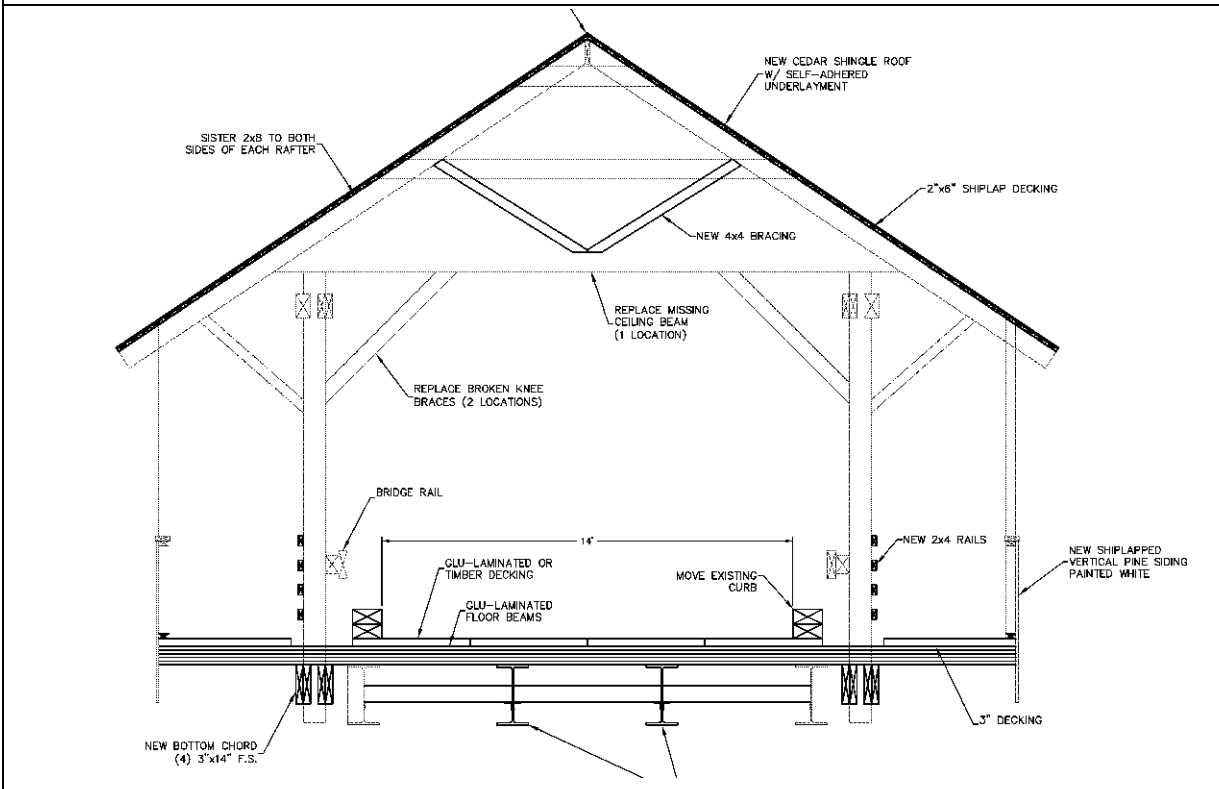 NEW CEDAR SHINGLE ROOF
W/ SELF-ADHERED
UNDERLAYMENT
SISTER 2x8 TO BOTH
SIDES OF EACH RAFTER
2"x6" SHIPLAP DECKING
NEW 4x4 BRACING
REPLACE MISSING
CEILING BEAM
(1 LOCATION)
REPLACE BROKEN KNEE
BRACES (2 LOCATIONS)
BRIDGE RAIL
14'
NEW 2x4 RAILS
GLU-LAMINATED OR
TIMBER DECKING
MOVE EXISTING
CURB
NEW SHIPLAPPED
VERTICAL PINE SIDING
PAINTED WHITE
GLU-LAMINATED
FLOOR BEAMS
3" DECKING
NEW BOTTOM CHORD
(4) 3"x14" F.S.